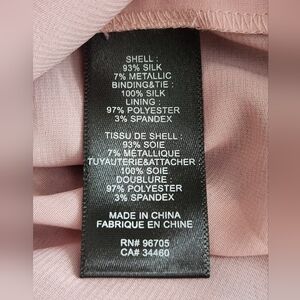 SHELL :
93% SILK
7% METALLIC
BINDING&TIE :
100% SILK
LINING :
97% POLYESTER
3% SPANDEX
TISSU DE SHELL :
93% SOIE
7% MÉTALLIQUE
TUYAUTERIE&ATTACHER :
100% SOIE
DOUBLURE :
97% POLYESTER
3% SPANDEX
MADE IN CHINA
FABRIQUE EN CHINE
RN# 96705
CA# 34460